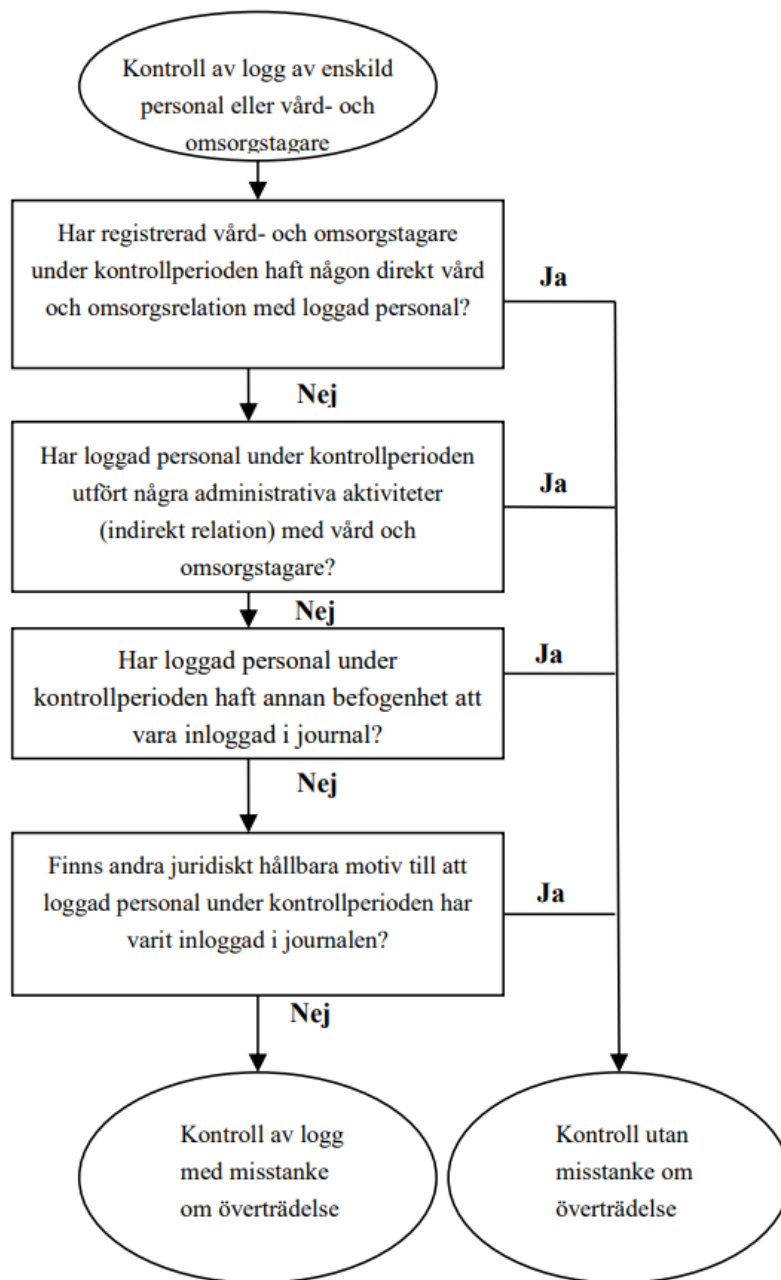 Kontroll av logg av enskild
personal eller vård- och
omsorgstagare
Har registrerad vård- och omsorgstagare
under kontrollperioden haft någon direkt vård
och omsorgsrelation med loggad personal?
Ja
Nej
Har loggad personal under kontrollperioden
utfört några administrativa aktiviteter
(indirekt relation) med vård och
omsorgstagare?
Ja
Nej
Har loggad personal under
kontrollperioden haft annan befogenhet att
vara inloggad i journal?
Ja
Nej
Finns andra juridiskt hållbara motiv till att
loggad personal under kontrollperioden har
varit inloggad i journalen?
Ja
Nej
Kontroll av logg
med misstanke
om överträdelse
Kontroll utan
misstanke om
överträdelse